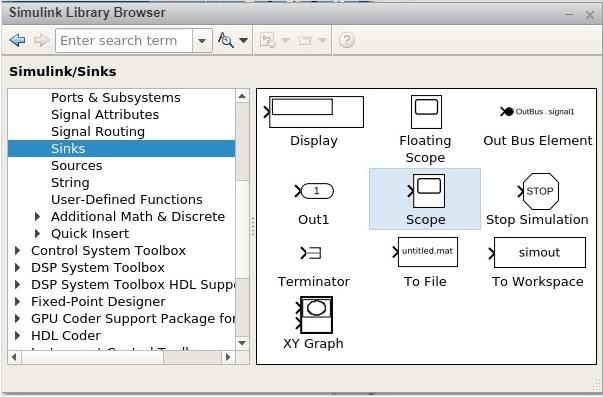 Simulink Library Browser
Enter search term
Simulink/Sinks
Ports & Subsystems
Signal Attributes
Signal Routing
Sinks
Sources
String
User-Defined Functions
Additional Math & Discrete
Quick Insert
Control System Toolbox
DSP System Toolbox
DSP System Toolbox HDL Supp
Fixed-Point Designer
GPU Coder Support Package for
HDL Coder
Display
Floating
Scope
OutBus . signal1
Out Bus Element
1
Out1
Scope
STOP
Stop Simulation
Terminator
untitled.mat
To File
simout
To Workspace
XY Graph